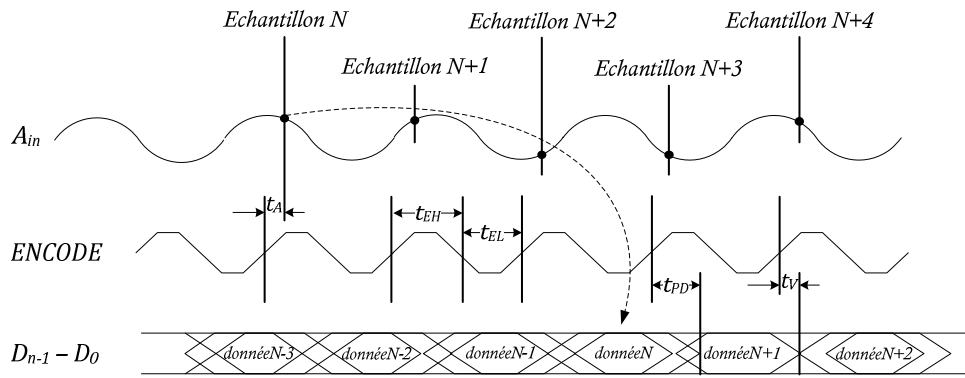 Echantillon N
Echantillon N+2
Echantillon N+4
Echantillon N+1
Echantillon N+3
Ain
tA
tEH
tEL
ENCODE
tPD
tV
Dn-1 – D0
donnéeN-3
donnéeN-2
donnéeN-1
donnéeN
donnéeN+1
donnéeN+2